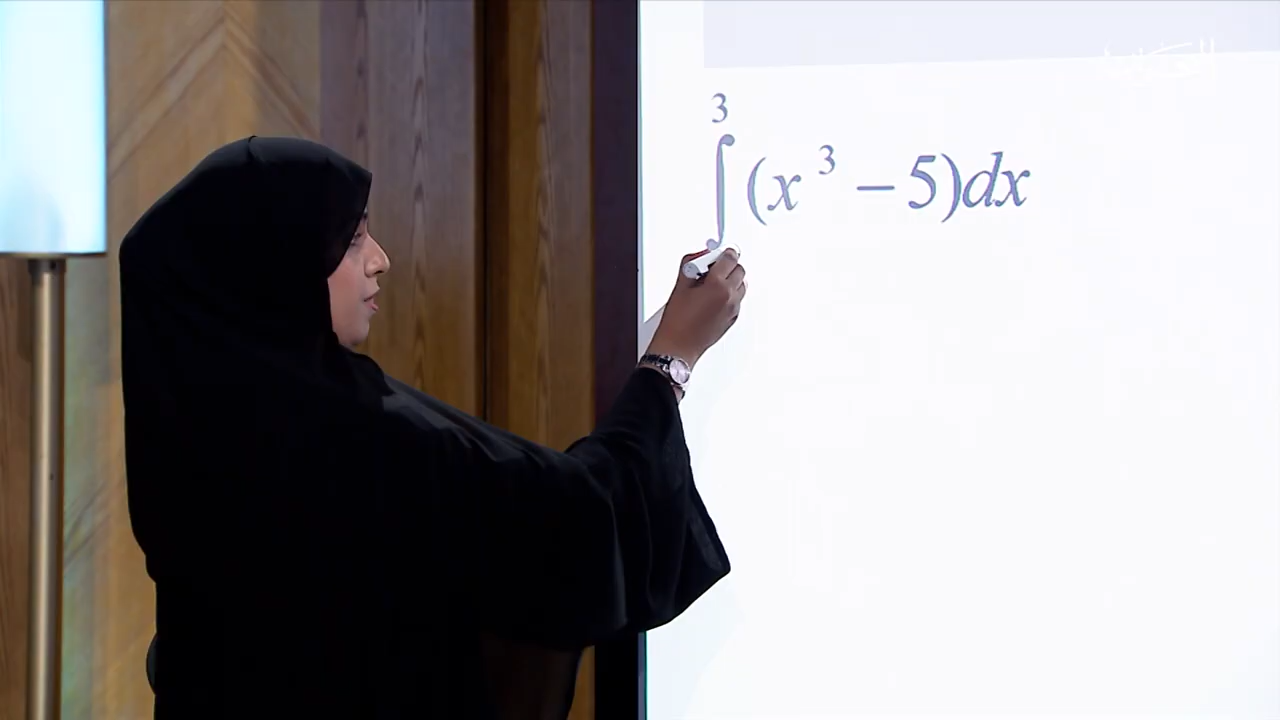 3
∫ (x³ − 5)dx